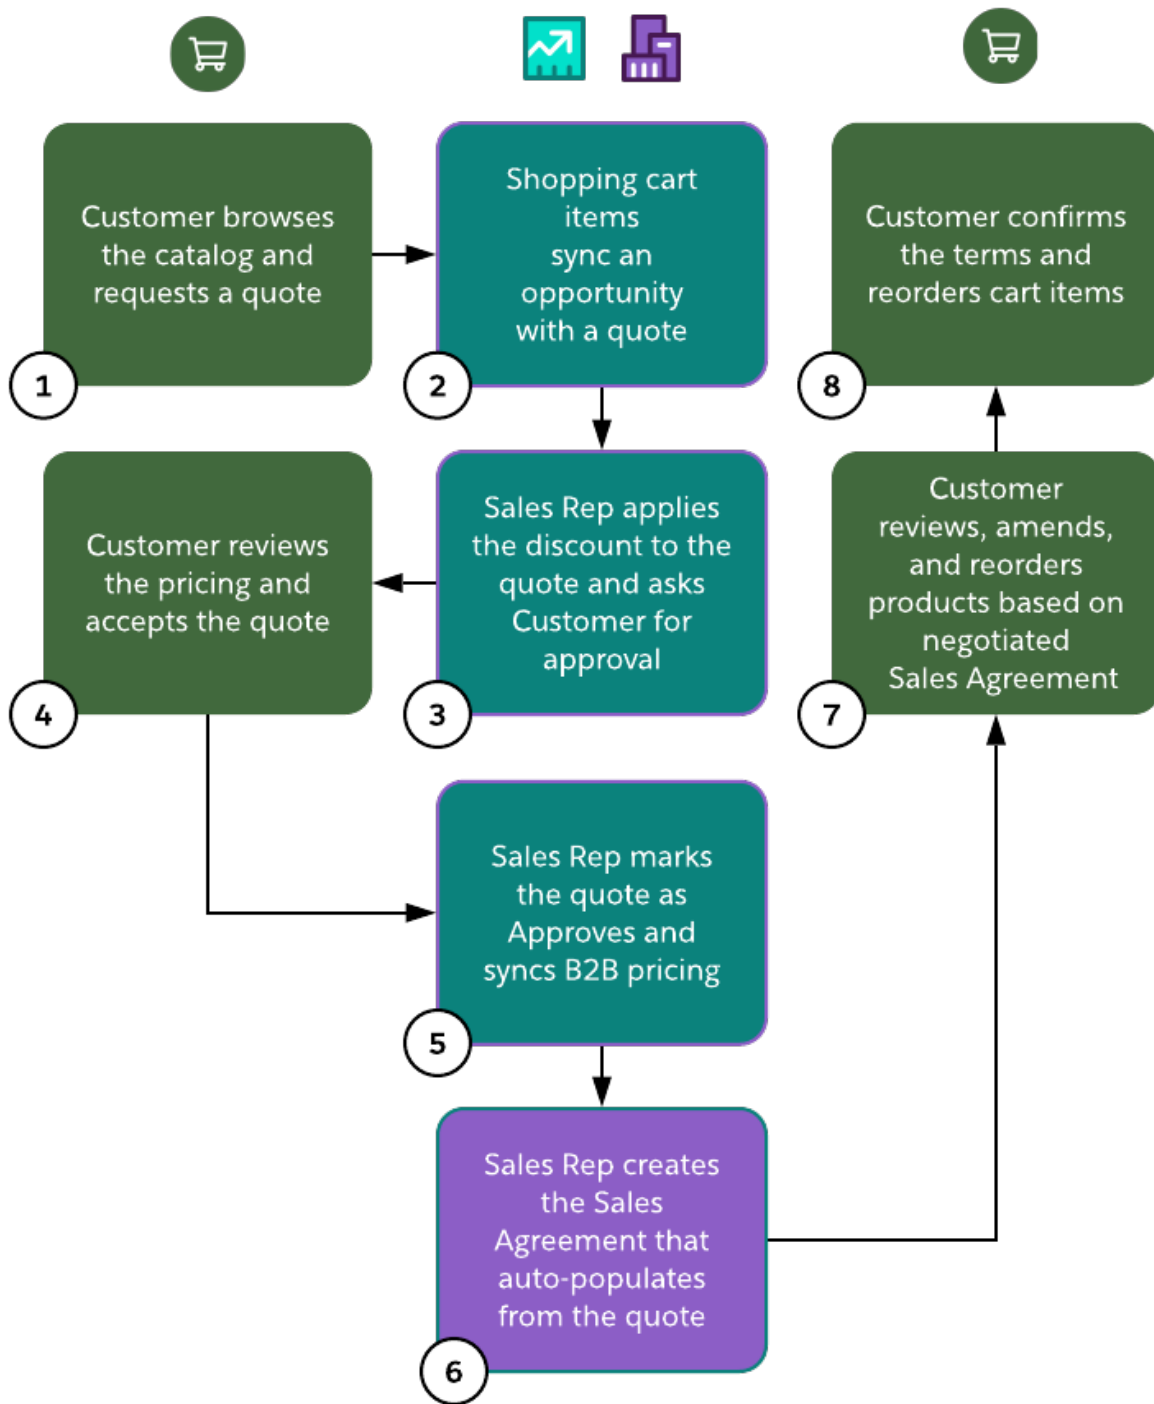 Customer browses
the catalog and
requests a quote
1
Shopping cart
items
sync an
opportunity
with a quote
2
Sales Rep applies
the discount to the
quote and asks
Customer for
approval
3
Customer reviews
the pricing and
accepts the quote
4
Sales Rep marks
the quote as
Approves and
syncs B2B pricing
5
Sales Rep creates
the Sales
Agreement that
auto-populates
from the quote
6
Customer
reviews, amends,
and reorders
products based on
negotiated
Sales Agreement
7
Customer confirms
the terms and
reorders cart items
8